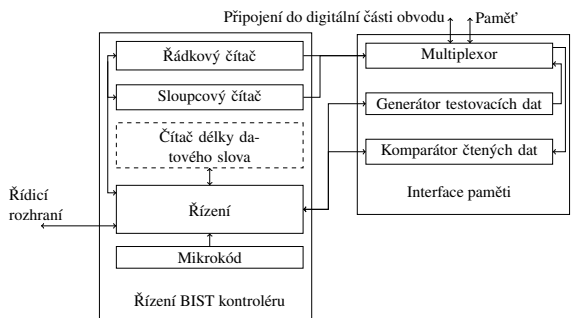 Připojení do digitální části obvodu
Paměť
Řádkový čítač
Multiplexor
Sloupcový čítač
Generátor testovacích dat
Čítač délky da-
tového slova
Komparátor čtených dat
Interface paměti
Řídicí
rozhraní
Řízení
Mikrokód
Řízení BIST kontroléru